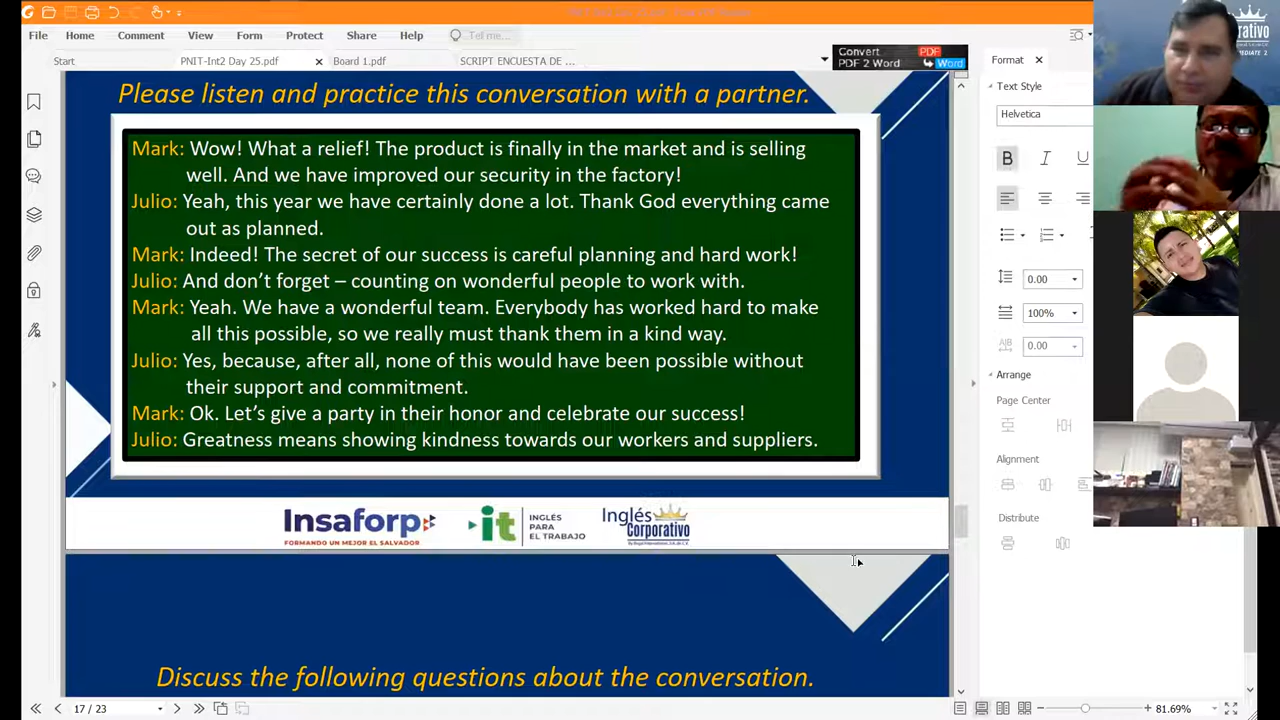 File Home Comment View Form Protect Share Help Tell me...
Start PNIT-Int2 Day 25.pdf Board 1.pdf SCRIPT ENCUESTA DE ...
Convert PDF
PDF 2 Word Word
Please listen and practice this conversation with a partner.
Mark: Wow! What a relief! The product is finally in the market and is selling
well. And we have improved our security in the factory!
Julio: Yeah, this year we have certainly done a lot. Thank God everything came
out as planned.
Mark: Indeed! The secret of our success is careful planning and hard work!
Julio: And don't forget – counting on wonderful people to work with.
Mark: Yeah. We have a wonderful team. Everybody has worked hard to make
all this possible, so we really must thank them in a kind way.
Julio: Yes, because, after all, none of this would have been possible without
their support and commitment.
Mark: Ok. Let's give a party in their honor and celebrate our success!
Julio: Greatness means showing kindness towards our workers and suppliers.
Insaforp
FORMANDO UN MEJOR EL SALVADOR
it
INGLÉS
PARA
EL TRABAJO
Inglés
Corporativo
Discuss the following questions about the conversation.
17 / 23
81.69%
Format
Text Style
Helvetica
B I U
0.00
100%
0.00
Arrange
Page Center
Alignment
Distribute